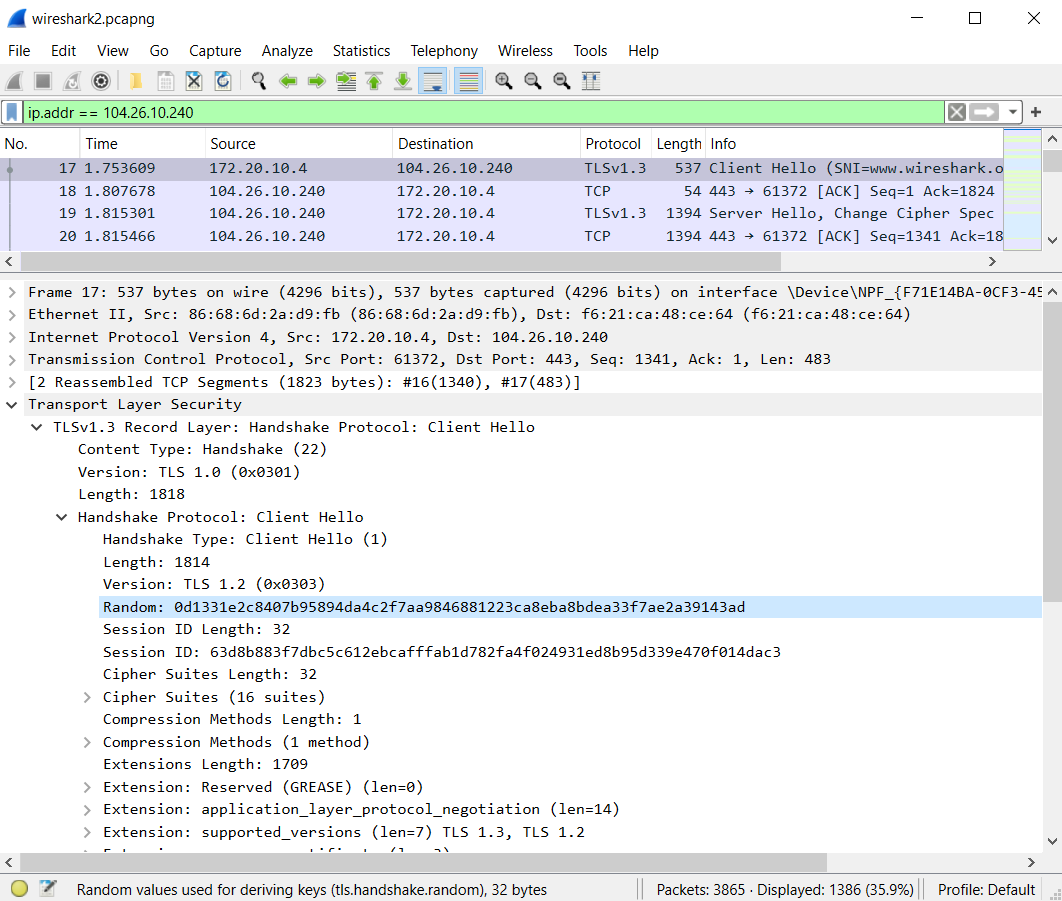 wireshark2.pcapng
File Edit View Go Capture Analyze Statistics Telephony Wireless Tools Help
ip.addr == 104.26.10.240
No. Time Source Destination Protocol Length Info
17 1.753609 172.20.10.4 104.26.10.240 TLSv1.3 537 Client Hello (SNI=www.wireshark.o
18 1.807678 104.26.10.240 172.20.10.4 TCP 54 443 → 61372 [ACK] Seq=1 Ack=1824
19 1.815301 104.26.10.240 172.20.10.4 TLSv1.3 1394 Server Hello, Change Cipher Spec
20 1.815466 104.26.10.240 172.20.10.4 TCP 1394 443 → 61372 [ACK] Seq=1341 Ack=18
Frame 17: 537 bytes on wire (4296 bits), 537 bytes captured (4296 bits) on interface \Device\NPF_{F71E14BA-0CF3-45
Ethernet II, Src: 86:68:6d:2a:d9:fb (86:68:6d:2a:d9:fb), Dst: f6:21:ca:48:ce:64 (f6:21:ca:48:ce:64)
Internet Protocol Version 4, Src: 172.20.10.4, Dst: 104.26.10.240
Transmission Control Protocol, Src Port: 61372, Dst Port: 443, Seq: 1341, Ack: 1, Len: 483
[2 Reassembled TCP Segments (1823 bytes): #16(1340), #17(483)]
Transport Layer Security
TLSv1.3 Record Layer: Handshake Protocol: Client Hello
Content Type: Handshake (22)
Version: TLS 1.0 (0x0301)
Length: 1818
Handshake Protocol: Client Hello
Handshake Type: Client Hello (1)
Length: 1814
Version: TLS 1.2 (0x0303)
Random: 0d1331e2c8407b95894da4c2f7aa9846881223ca8eba8bdea33f7ae2a39143ad
Session ID Length: 32
Session ID: 63d8b883f7dbc5c612ebcafffab1d782fa4f024931ed8b95d339e470f014dac3
Cipher Suites Length: 32
Cipher Suites (16 suites)
Compression Methods Length: 1
Compression Methods (1 method)
Extensions Length: 1709
Extension: Reserved (GREASE) (len=0)
Extension: application_layer_protocol_negotiation (len=14)
Extension: supported_versions (len=7) TLS 1.3, TLS 1.2
Random values used for deriving keys (tls.handshake.random), 32 bytes Packets: 3865 · Displayed: 1386 (35.9%) Profile: Default